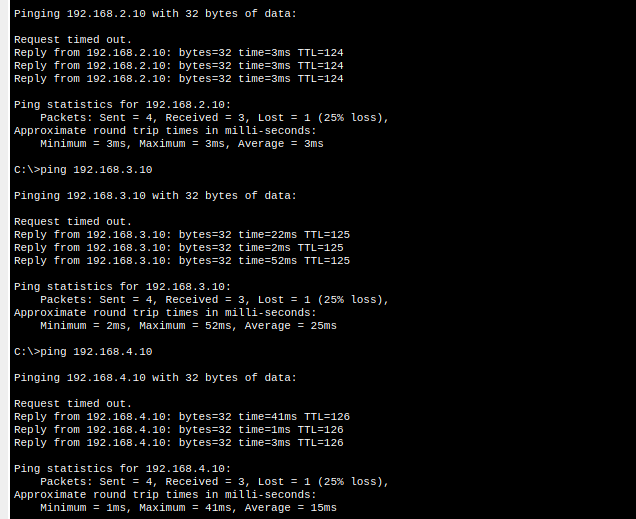 Pinging 192.168.2.10 with 32 bytes of data:
Request timed out.
Reply from 192.168.2.10: bytes=32 time=3ms TTL=124
Reply from 192.168.2.10: bytes=32 time=3ms TTL=124
Reply from 192.168.2.10: bytes=32 time=3ms TTL=124
Ping statistics for 192.168.2.10:
Packets: Sent = 4, Received = 3, Lost = 1 (25% loss),
Approximate round trip times in milli-seconds:
Minimum = 3ms, Maximum = 3ms, Average = 3ms
C:\>ping 192.168.3.10
Pinging 192.168.3.10 with 32 bytes of data:
Request timed out.
Reply from 192.168.3.10: bytes=32 time=22ms TTL=125
Reply from 192.168.3.10: bytes=32 time=2ms TTL=125
Reply from 192.168.3.10: bytes=32 time=52ms TTL=125
Ping statistics for 192.168.3.10:
Packets: Sent = 4, Received = 3, Lost = 1 (25% loss),
Approximate round trip times in milli-seconds:
Minimum = 2ms, Maximum = 52ms, Average = 25ms
C:\>ping 192.168.4.10
Pinging 192.168.4.10 with 32 bytes of data:
Request timed out.
Reply from 192.168.4.10: bytes=32 time=41ms TTL=126
Reply from 192.168.4.10: bytes=32 time=1ms TTL=126
Reply from 192.168.4.10: bytes=32 time=3ms TTL=126
Ping statistics for 192.168.4.10:
Packets: Sent = 4, Received = 3, Lost = 1 (25% loss),
Approximate round trip times in milli-seconds:
Minimum = 1ms, Maximum = 41ms, Average = 15ms